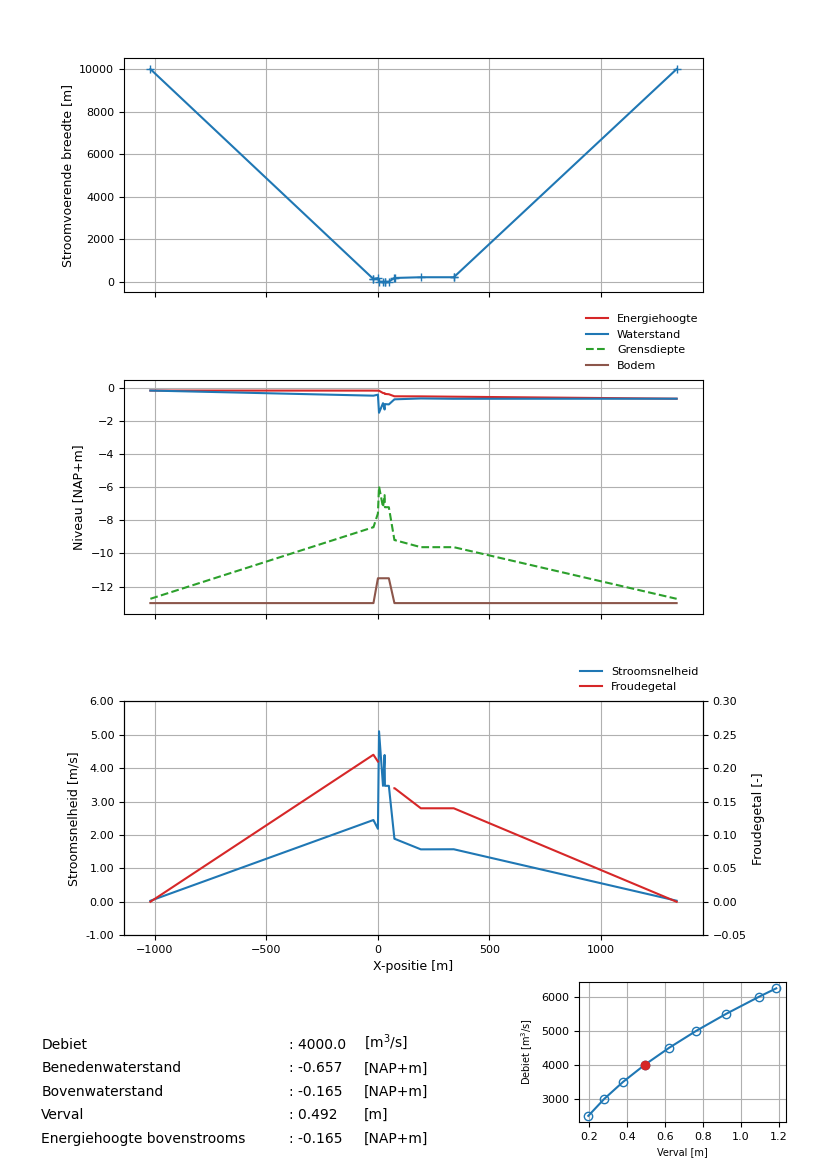 Stroomvoerende breedte [m]
10000
8000
6000
4000
2000
0
Energiehoogte
Waterstand
Grensdiepte
Bodem
Niveau [NAP+m]
0
−2
−4
−6
−8
−10
−12
Stroomsnelheid
Froudegetal
Stroomsnelheid [m/s]
6.00
5.00
4.00
3.00
2.00
1.00
0.00
-1.00
0.30
0.25
0.20
0.15
0.10
0.05
0.00
−0.05
Froudegetal [-]
−1000 −500 0 500 1000
X-positie [m]
Debiet : 4000.0 [m³/s]
Benedenwaterstand : -0.657 [NAP+m]
Bovenwaterstand : -0.165 [NAP+m]
Verval : 0.492 [m]
Energiehoogte bovenstrooms : -0.165 [NAP+m]
Debiet [m³/s]
6000
5000
4000
3000
0.2 0.4 0.6 0.8 1.0 1.2
Verval [m]